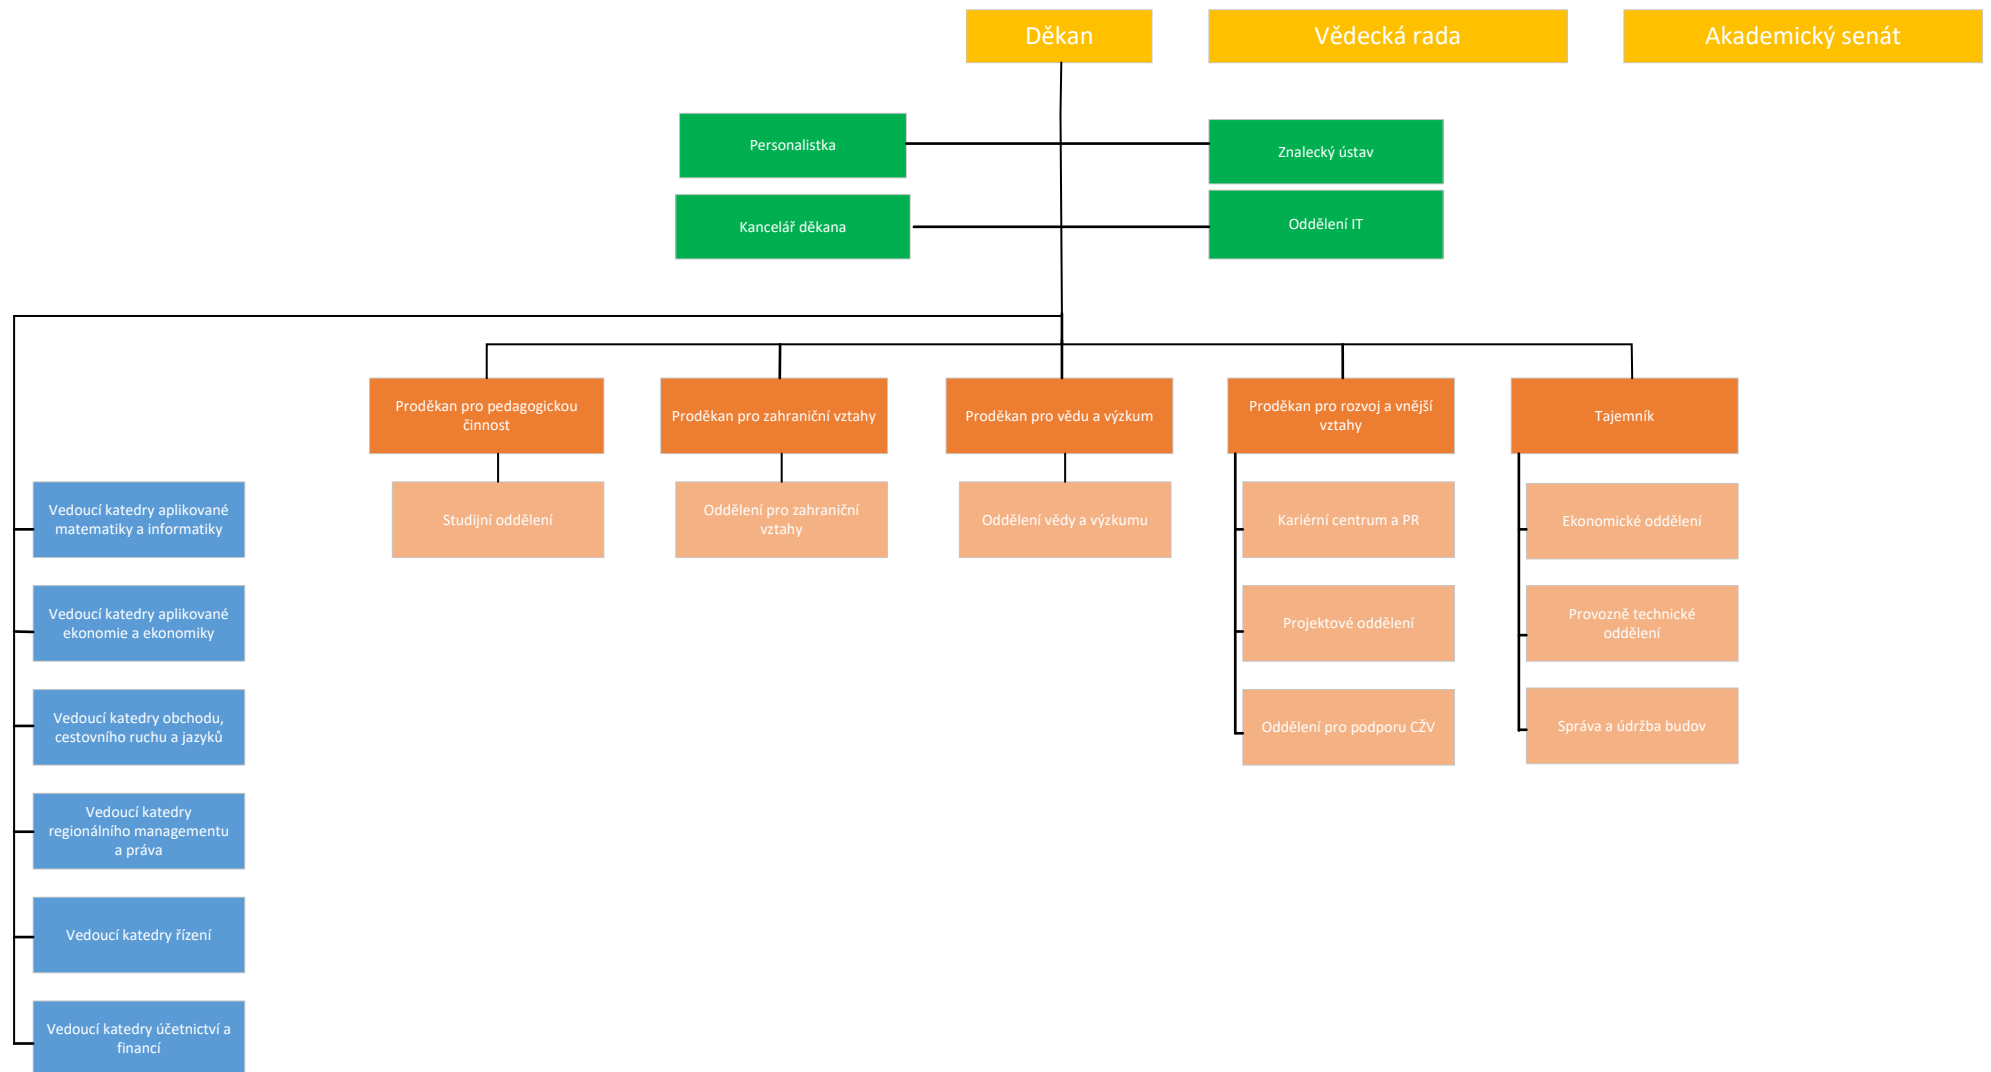 Děkan
Vědecká rada
Akademický senát
Personalistka
Znalecký ústav
Kancelář děkana
Oddělení IT
Proděkan pro pedagogickou
činnost
Proděkan pro zahraniční vztahy
Proděkan pro vědu a výzkum
Proděkan pro rozvoj a vnější
vztahy
Tajemník
Vedoucí katedry aplikované
matematiky a informatiky
Studijní oddělení
Oddělení pro zahraniční
vztahy
Oddělení vědy a výzkumu
Kariérní centrum a PR
Ekonomické oddělení
Vedoucí katedry aplikované
ekonomie a ekonomiky
Projektové oddělení
Provozně technické
oddělení
Vedoucí katedry obchodu,
cestovního ruchu a jazyků
Oddělení pro podporu CŽV
Správa a údržba budov
Vedoucí katedry
regionálního managementu
a práva
Vedoucí katedry řízení
Vedoucí katedry účetnictví a
financí